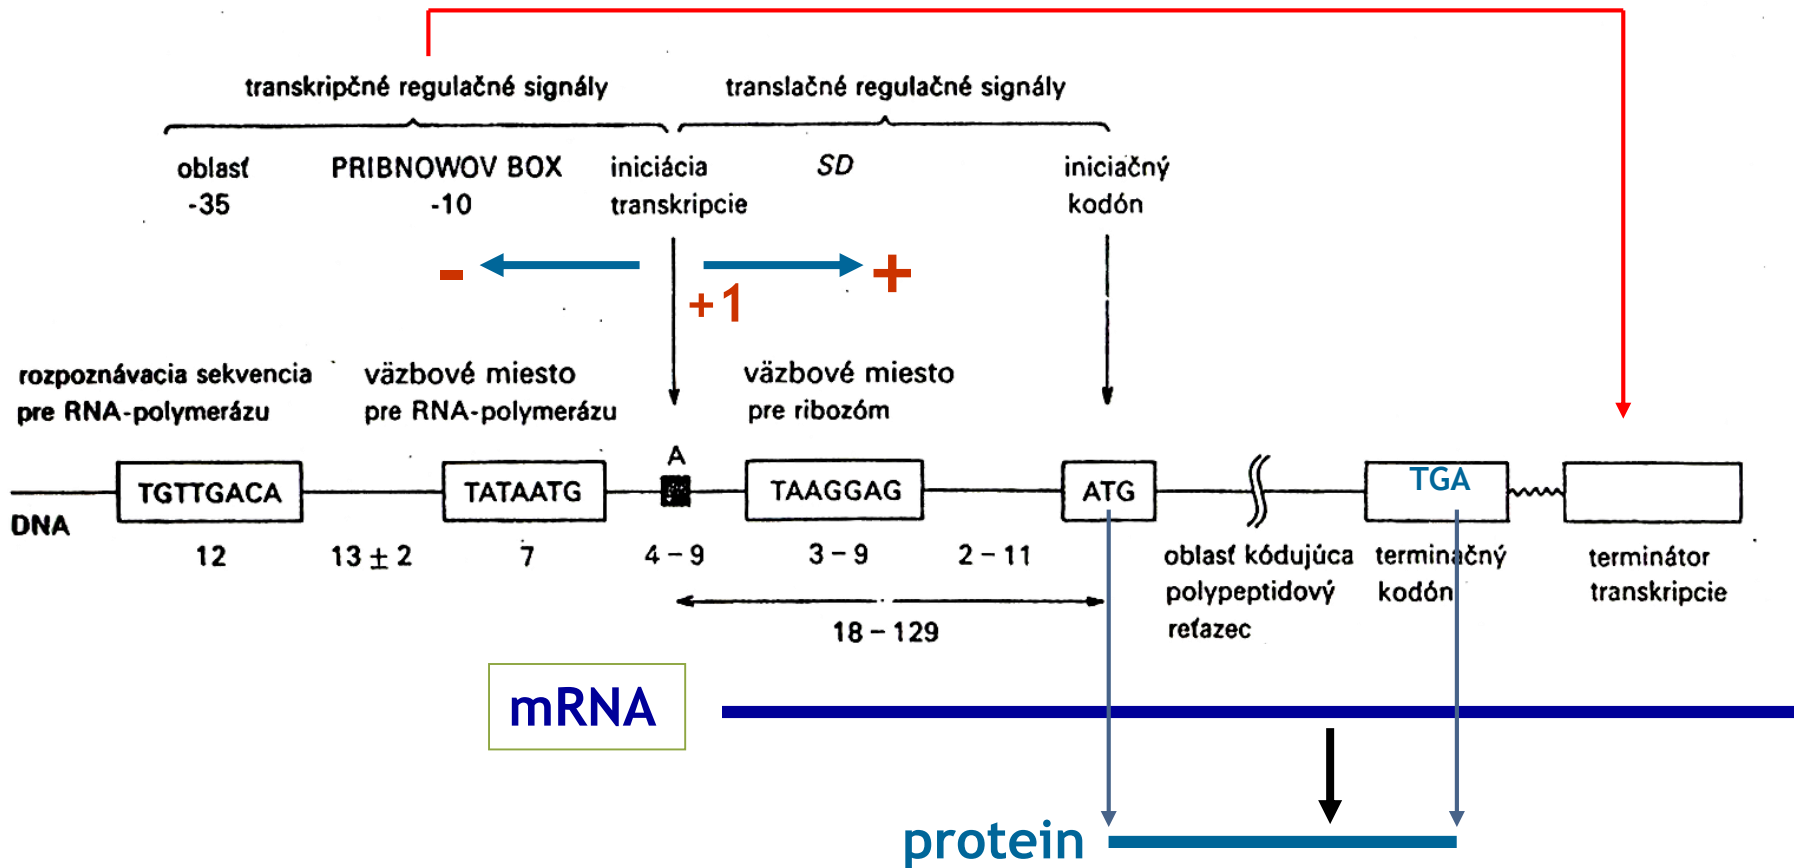 transkripčné regulačné signály
translačné regulačné signály
oblasť
-35
PRIBNOWOV BOX
-10
iniciácia
transkripcie
SD
iniciačný
kodón
-
+
+1
rozpoznávacia sekvencia
pre RNA-polymerázu
väzbové miesto
pre RNA-polymerázu
väzbové miesto
pre ribozóm
A
DNA
TGTTGACA
TATAATG
TAAGGAG
ATG
TGA
12
13 ± 2
7
4 – 9
3 – 9
2 – 11
18 – 129
oblasť kódujúca
polypeptidový
reťazec
terminačný
kodón
terminátor
transkripcie
mRNA
protein